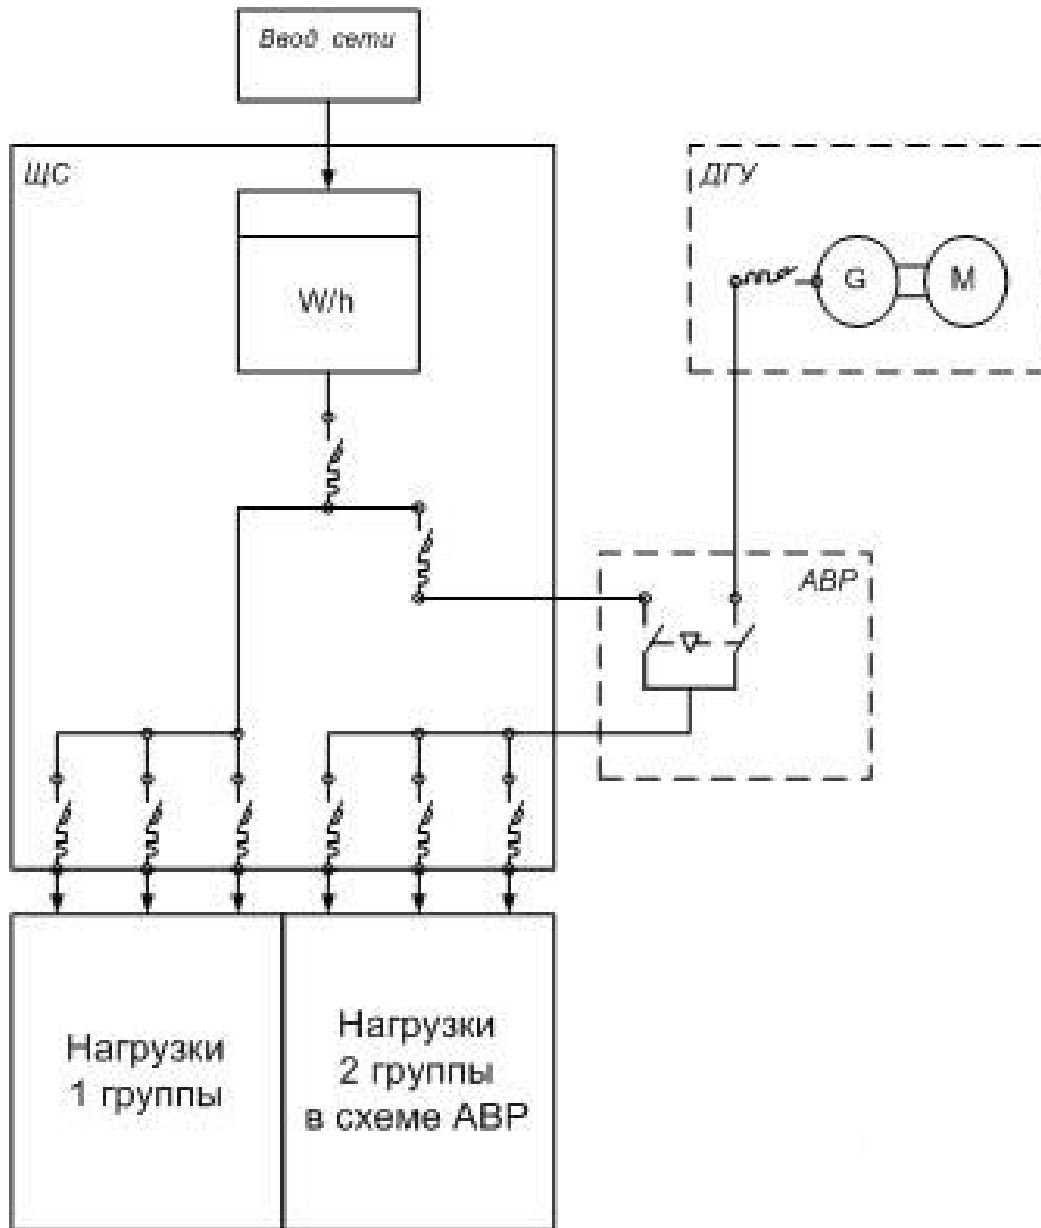 Ввод сети
ЩС
ДГУ
G
M
W/h
АВР
Нагрузки
1 группы
Нагрузки
2 группы
в схеме АВР